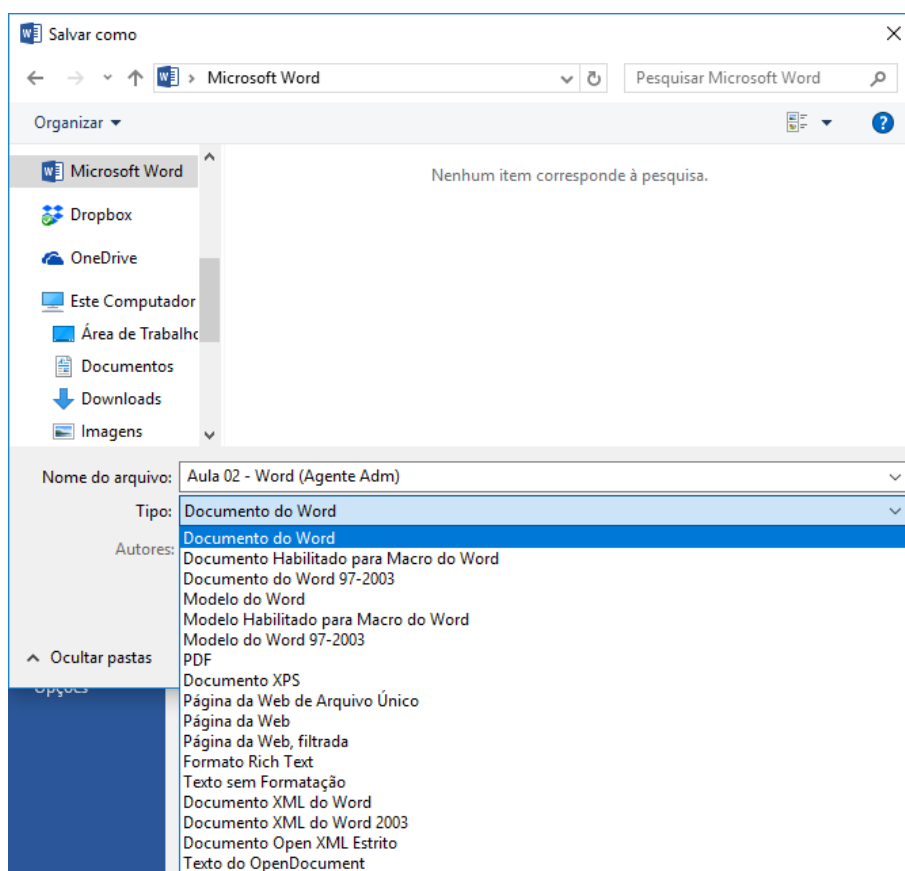 Salvar como
Microsoft Word
Pesquisar Microsoft Word
Organizar
Microsoft Word
Nenhum item corresponde à pesquisa.
Dropbox
OneDrive
Este Computador
Área de Trabalho
Documentos
Downloads
Imagens
Nome do arquivo: Aula 02 - Word (Agente Adm)
Tipo: Documento do Word
Autores:
Documento do Word
Documento Habilitado para Macro do Word
Documento do Word 97-2003
Modelo do Word
Modelo Habilitado para Macro do Word
Modelo do Word 97-2003
PDF
Documento XPS
Página da Web de Arquivo Único
Página da Web
Página da Web, filtrada
Formato Rich Text
Texto sem Formatação
Documento XML do Word
Documento XML do Word 2003
Documento Open XML Estrito
Texto do OpenDocument
Ocultar pastas
Opções